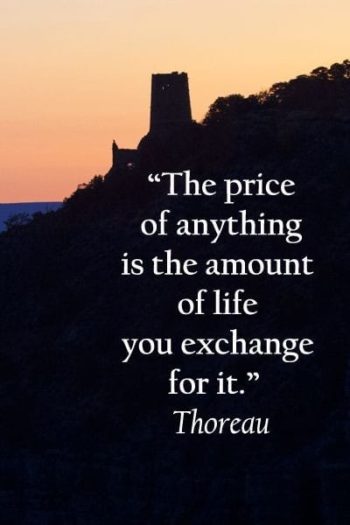 “The price
of anything
is the amount
of life
you exchange
for it.”
Thoreau